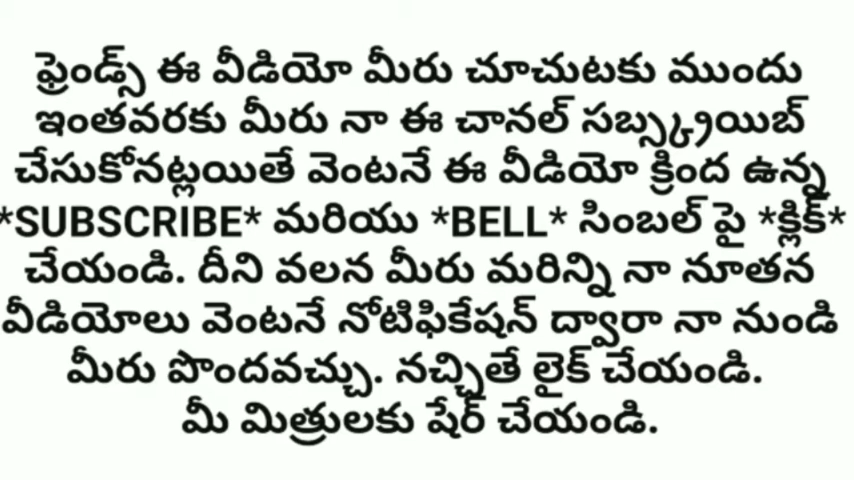 ఫ్రెండ్స్ ఈ వీడియో మీరు చూచుటకు ముందు
ఇంతవరకు మీరు నా ఈ చానల్ సబ్స్క్రయిబ్
చేసుకోనట్లయితే వెంటనే ఈ వీడియో క్రింద ఉన్న
*SUBSCRIBE* మరియు *BELL* సింబల్ పై *క్లిక్*
చేయండి. దీని వలన మీరు మరిన్ని నా నూతన
వీడియోలు వెంటనే నోటిఫికేషన్ ద్వారా నా నుండి
మీరు పొందవచ్చు. నచ్చితే లైక్ చేయండి.
మీ మిత్రులకు షేర్ చేయండి.